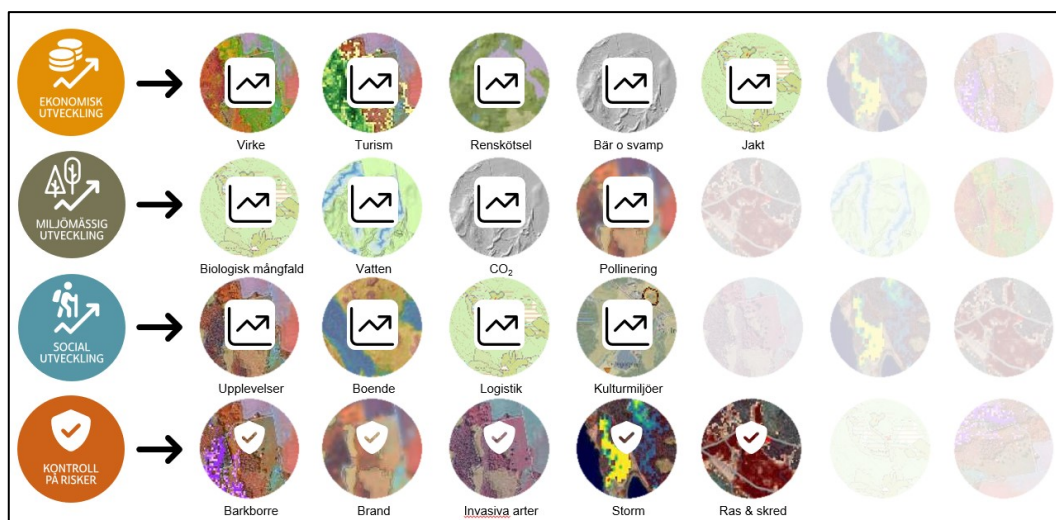 EKONOMISK
UTVECKLING
Virke
Turism
Renskötsel
Bär o svamp
Jakt
MILJÖMÄSSIG
UTVECKLING
Biologisk mångfald
Vatten
CO₂
Pollinering
SOCIAL
UTVECKLING
Upplevelser
Boende
Logistik
Kulturmiljöer
KONTROLL
PÅ RISKER
Barkborre
Brand
Invasiva arter
Storm
Ras & skred